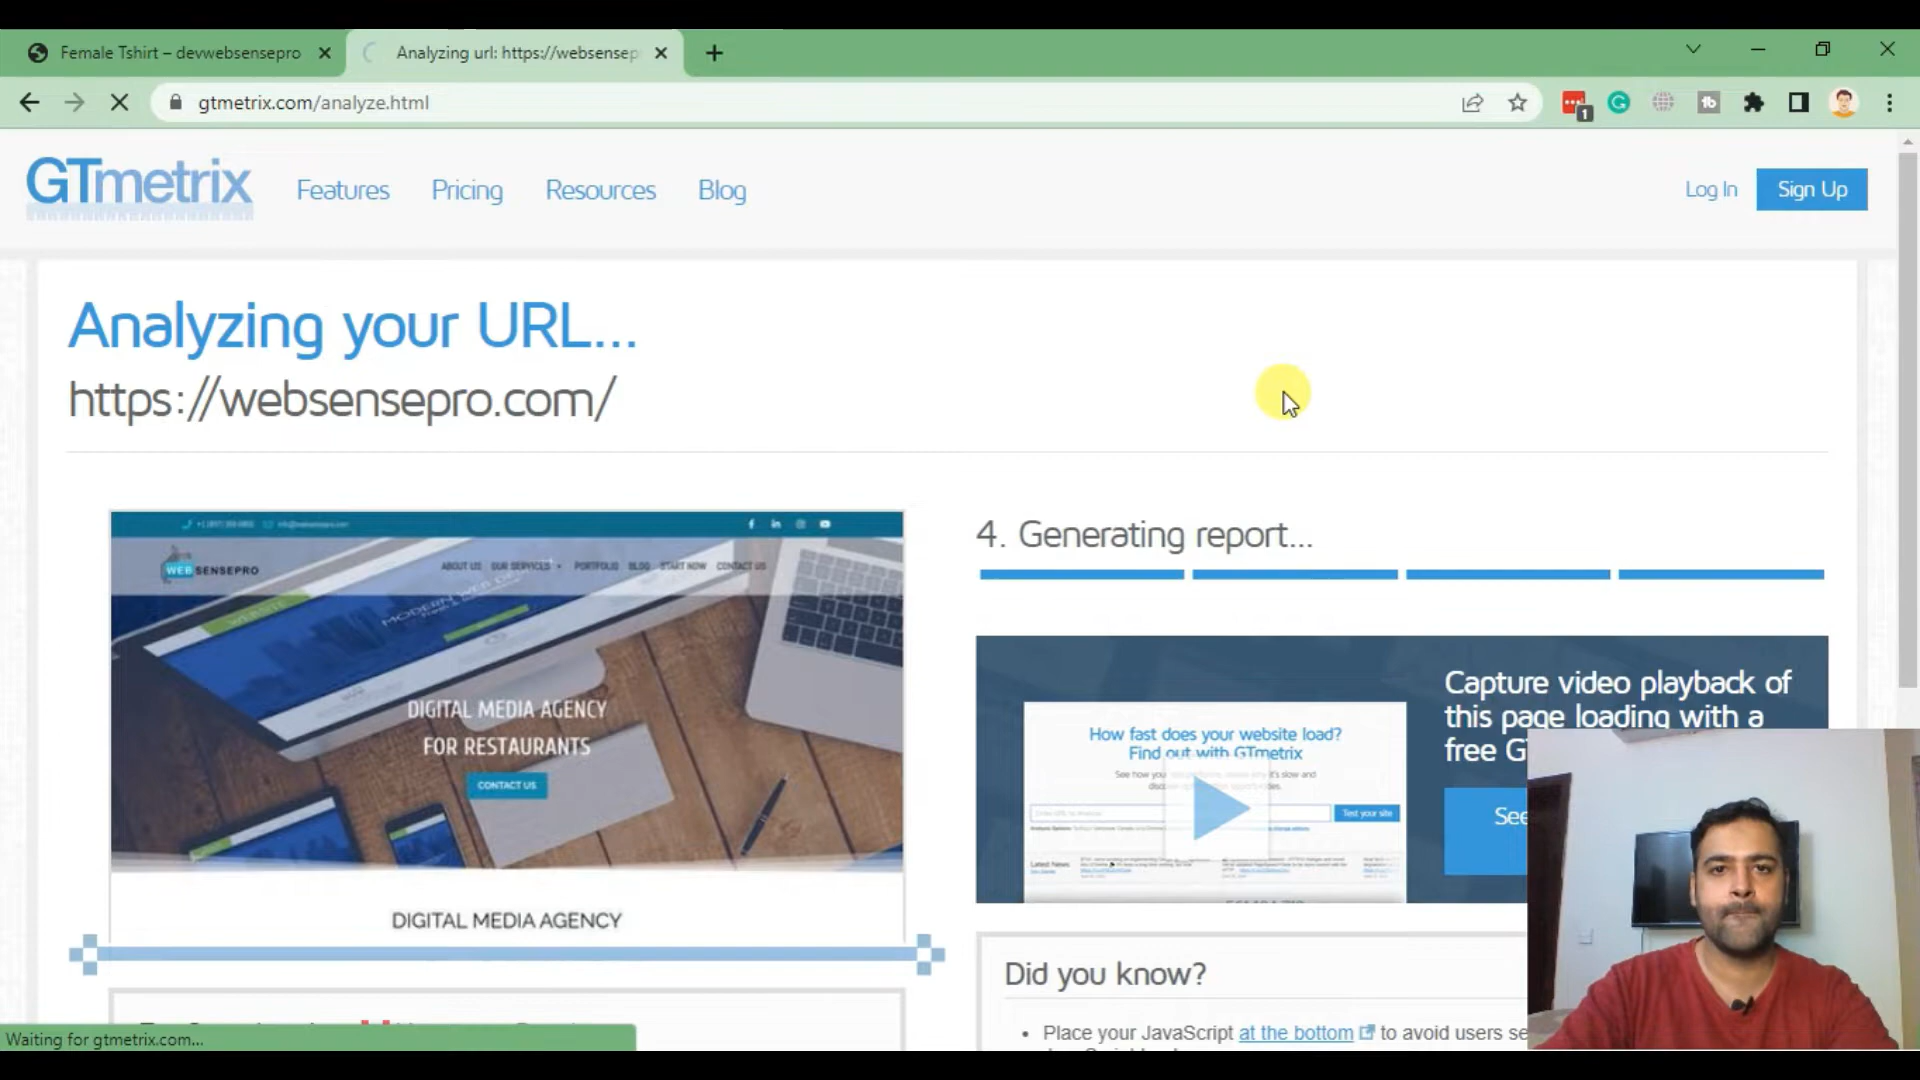 Female Tshirt – devwebsensepro
Analyzing url: https://websensep
gtmetrix.com/analyze.html
1
GTmetrix
Features
Pricing
Resources
Blog
Log In
Sign Up
Analyzing your URL...
https://websensepro.com/
WEBSENSEPRO
ABOUT US
OUR SERVICES
PORTFOLIO
BLOG
START NOW
CONTACT US
DIGITAL MEDIA AGENCY
FOR RESTAURANTS
CONTACT US
DIGITAL MEDIA AGENCY
4. Generating report...
How fast does your website load?
Find out with GTmetrix
Test your site
Capture video playback of
this page loading with a
free G
See
Did you know?
• Place your JavaScript at the bottom to avoid users se
Waiting for gtmetrix.com...